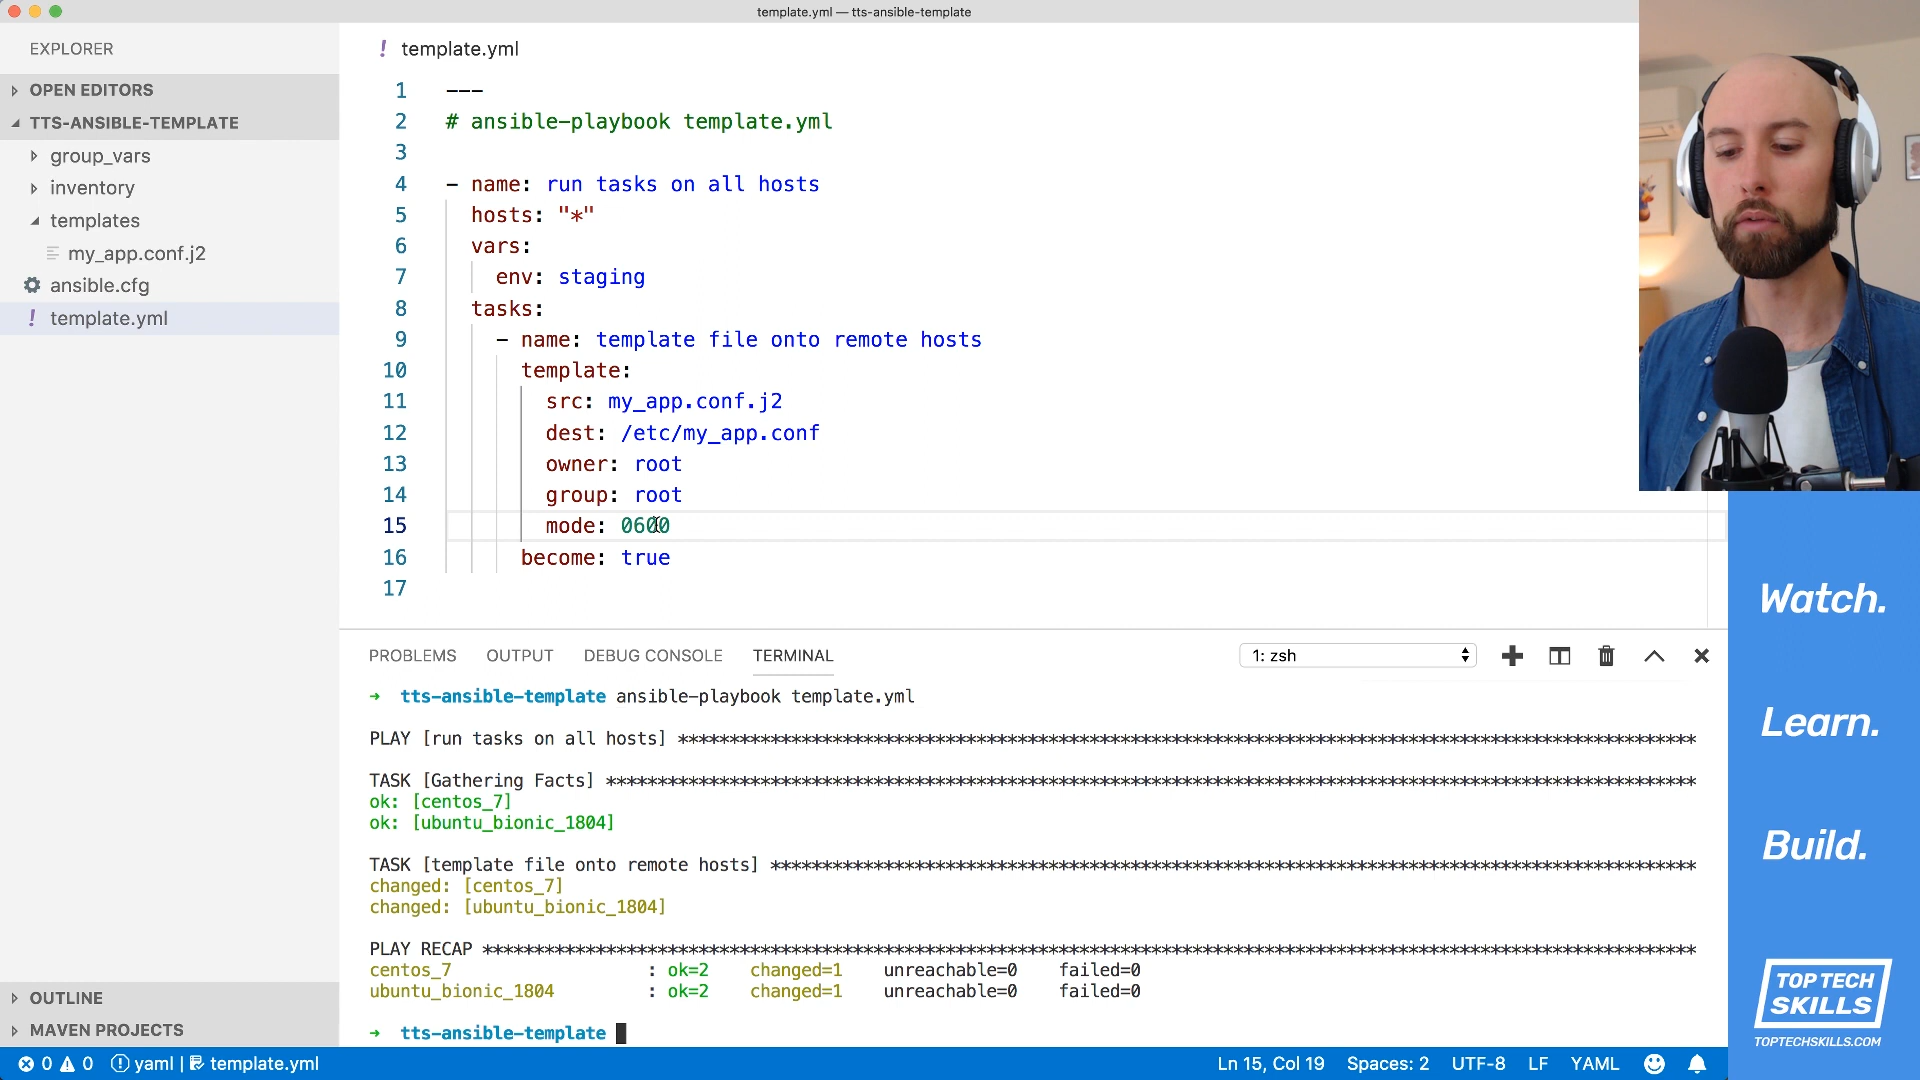 template.yml — tts-ansible-template
EXPLORER
OPEN EDITORS
TTS-ANSIBLE-TEMPLATE
group_vars
inventory
templates
my_app.conf.j2
ansible.cfg
! template.yml
OUTLINE
MAVEN PROJECTS
! template.yml
1 ---
2 # ansible-playbook template.yml
3
4 - name: run tasks on all hosts
5 hosts: "*"
6 vars:
7 env: staging
8 tasks:
9 - name: template file onto remote hosts
10 template:
11 src: my_app.conf.j2
12 dest: /etc/my_app.conf
13 owner: root
14 group: root
15 mode: 0600
16 become: true
17
PROBLEMS OUTPUT DEBUG CONSOLE TERMINAL 1: zsh
➜ tts-ansible-template ansible-playbook template.yml
PLAY [run tasks on all hosts] ***************************************************************************************************
TASK [Gathering Facts] **********************************************************************************************************
ok: [centos_7]
ok: [ubuntu_bionic_1804]
TASK [template file onto remote hosts] ******************************************************************************************
changed: [centos_7]
changed: [ubuntu_bionic_1804]
PLAY RECAP **********************************************************************************************************************
centos_7 : ok=2 changed=1 unreachable=0 failed=0
ubuntu_bionic_1804 : ok=2 changed=1 unreachable=0 failed=0
➜ tts-ansible-template
0 0 yaml | template.yml Ln 15, Col 19 Spaces: 2 UTF-8 LF YAML
Watch.
Learn.
Build.
TOP TECH
SKILLS
TOPTECHSKILLS.COM